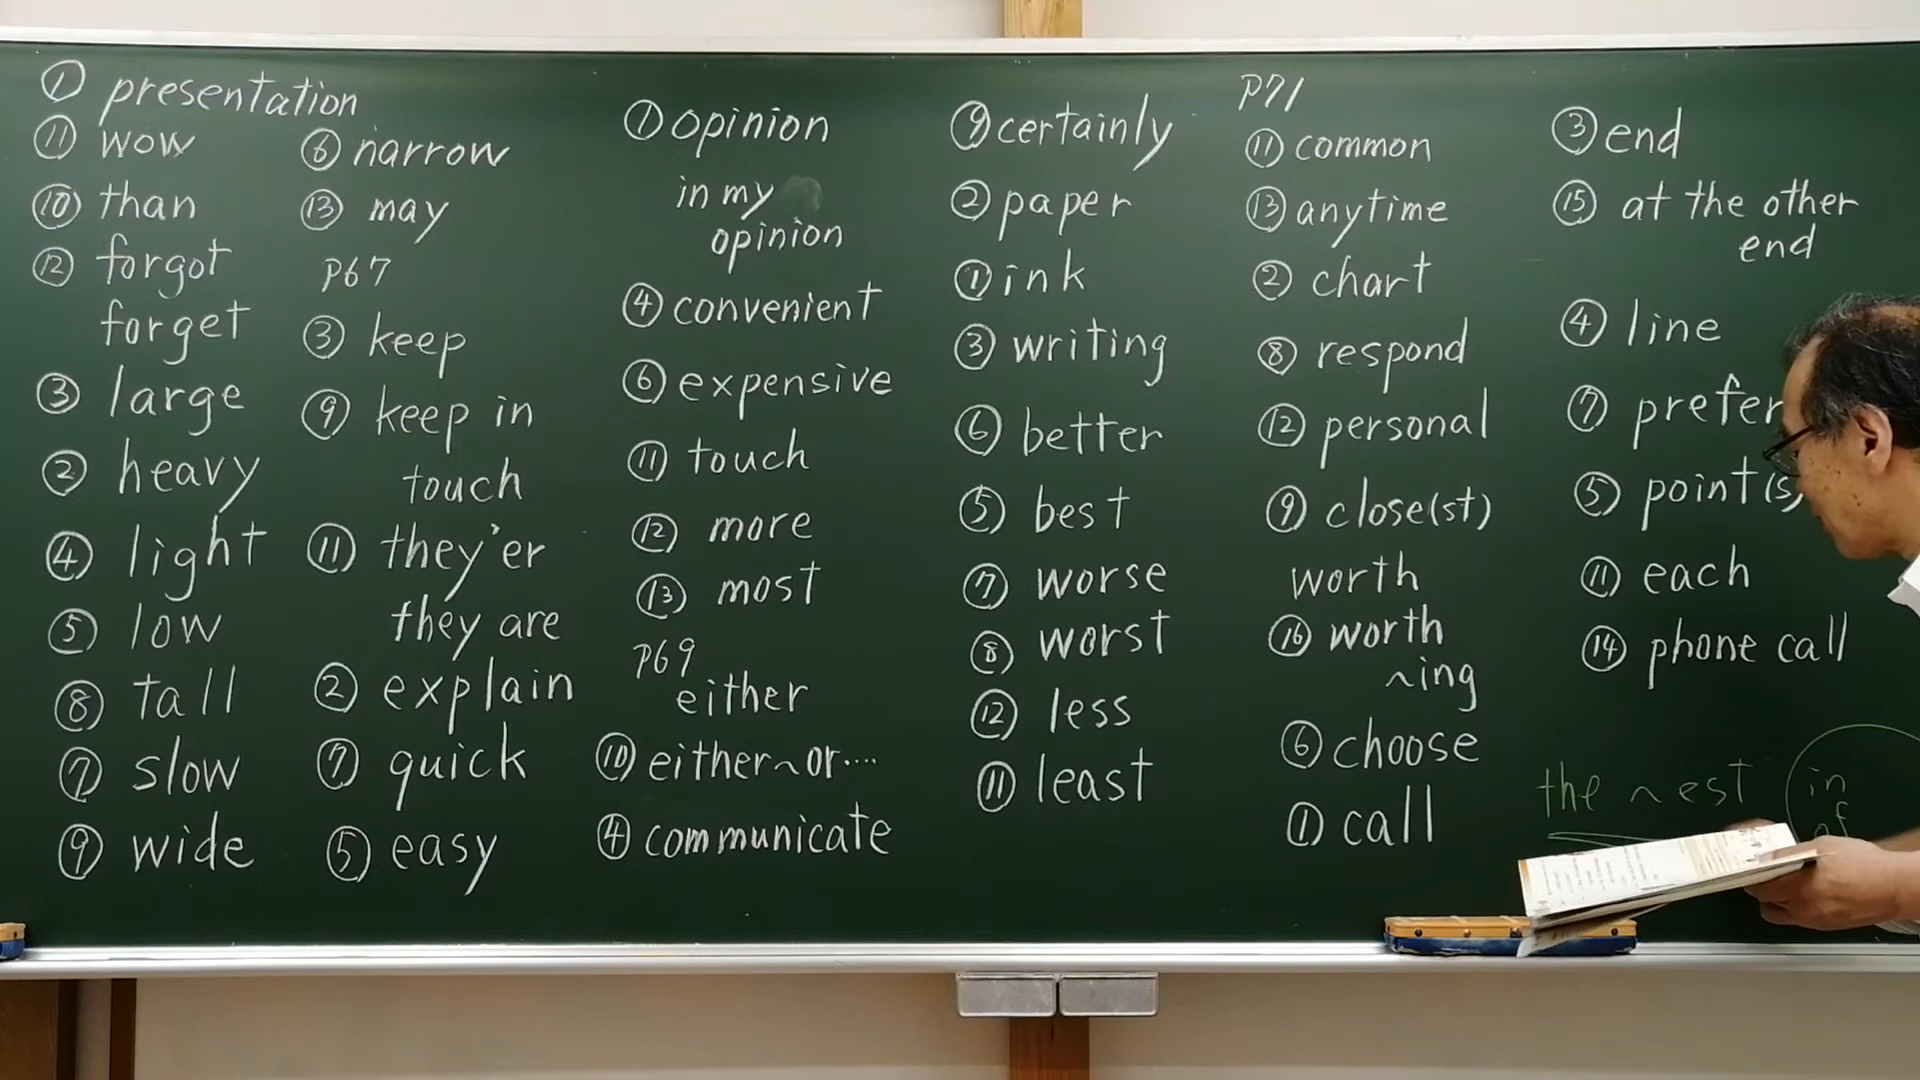 ① presentation
⑪ wow
⑩ than
⑫ forgot
forget
③ large
② heavy
④ light
⑤ low
⑧ tall
⑦ slow
⑨ wide
⑥ narrow
⑬ may
P67
③ keep
⑨ keep in
touch
⑪ they'er
they are
② explain
⑦ quick
⑤ easy
① opinion
in my
opinion
④ convenient
⑥ expensive
⑪ touch
⑫ more
⑬ most
P69
either
⑩ either~or....
④ communicate
⑨ certainly
② paper
① ink
③ writing
⑥ better
⑤ best
⑦ worse
⑧ worst
⑫ less
⑪ least
P71
⑪ common
⑬ anytime
② chart
⑧ respond
⑫ personal
⑨ close(st)
worth
⑯ worth
~ing
⑥ choose
① call
③ end
⑮ at the other
end
④ line
⑦ prefer
⑤ point(s)
⑪ each
⑭ phone call
the ~est
in
of